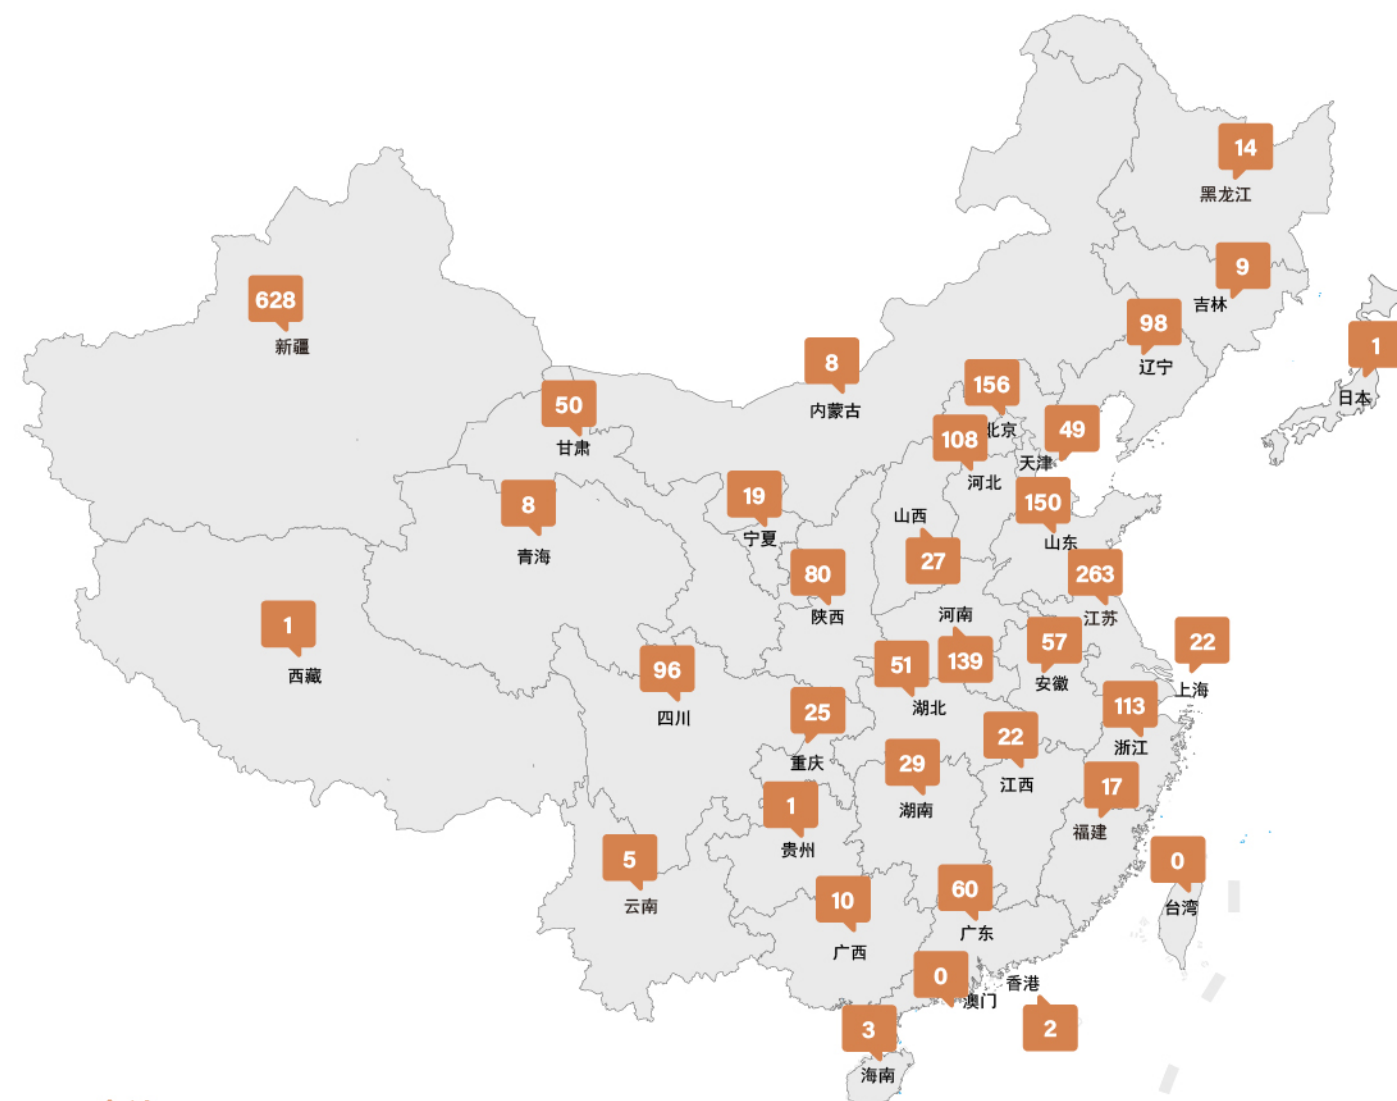 14
黑龙江
9
吉林
628
新疆
98
辽宁
1
日本
8
内蒙古
156
北京
50
甘肃
108
河北
49
天津
8
青海
19
宁夏
150
山东
山西
27
80
陕西
263
江苏
1
西藏
河南
139
57
安徽
22
上海
96
四川
51
湖北
25
重庆
113
浙江
22
江西
29
湖南
17
福建
1
贵州
5
云南
0
台湾
10
广西
60
广东
0
澳门
香港
2
3
海南